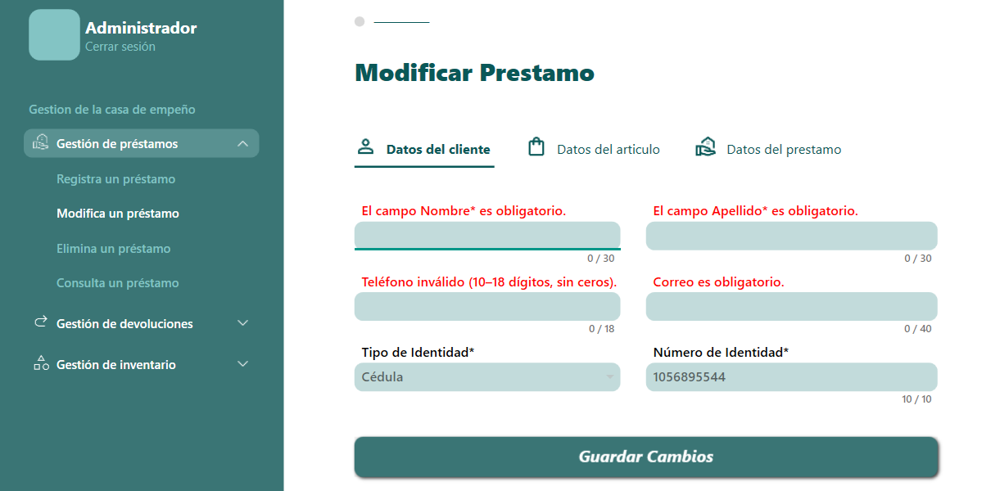 Administrador
Cerrar sesión
Gestion de la casa de empeño
Gestión de préstamos
Registra un préstamo
Modifica un préstamo
Elimina un préstamo
Consulta un préstamo
Gestión de devoluciones
Gestión de inventario
Modificar Prestamo
Datos del cliente
Datos del articulo
Datos del prestamo
El campo Nombre* es obligatorio.
0 / 30
El campo Apellido* es obligatorio.
0 / 30
Teléfono inválido (10–18 dígitos, sin ceros).
0 / 18
Correo es obligatorio.
0 / 40
Tipo de Identidad*
Cédula
Número de Identidad*
1056895544
10 / 10
Guardar Cambios